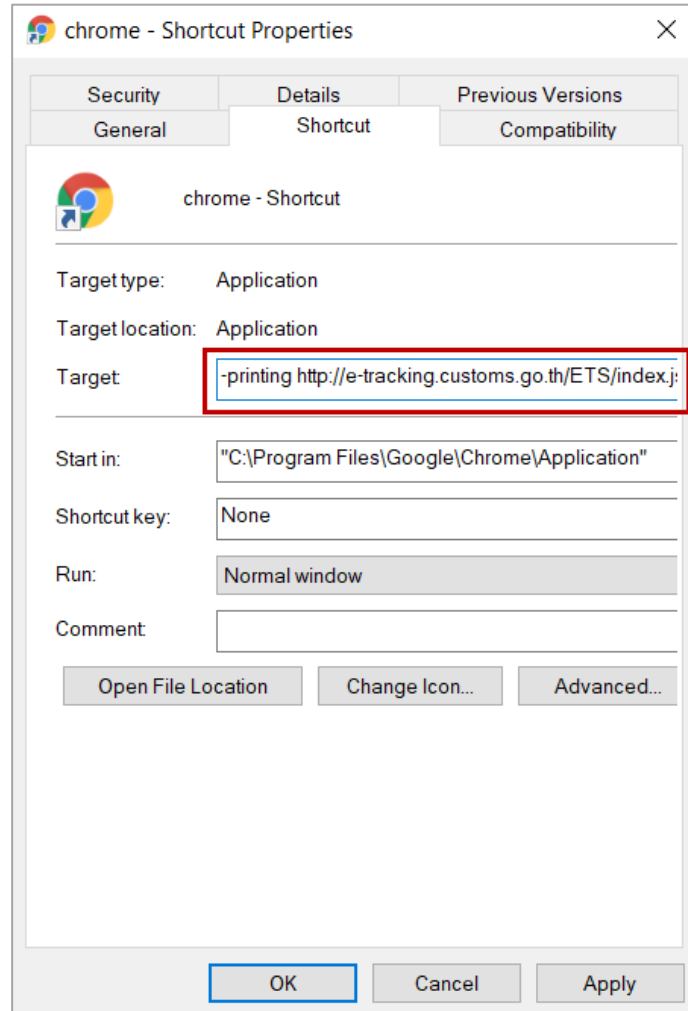 chrome - Shortcut Properties
Security Details Previous Versions
General Shortcut Compatibility
chrome - Shortcut
Target type: Application
Target location: Application
Target: -printing http://e-tracking.customs.go.th/ETS/index.js
Start in: "C:\Program Files\Google\Chrome\Application"
Shortcut key: None
Run: Normal window
Comment:
Open File Location Change Icon... Advanced...
OK Cancel Apply